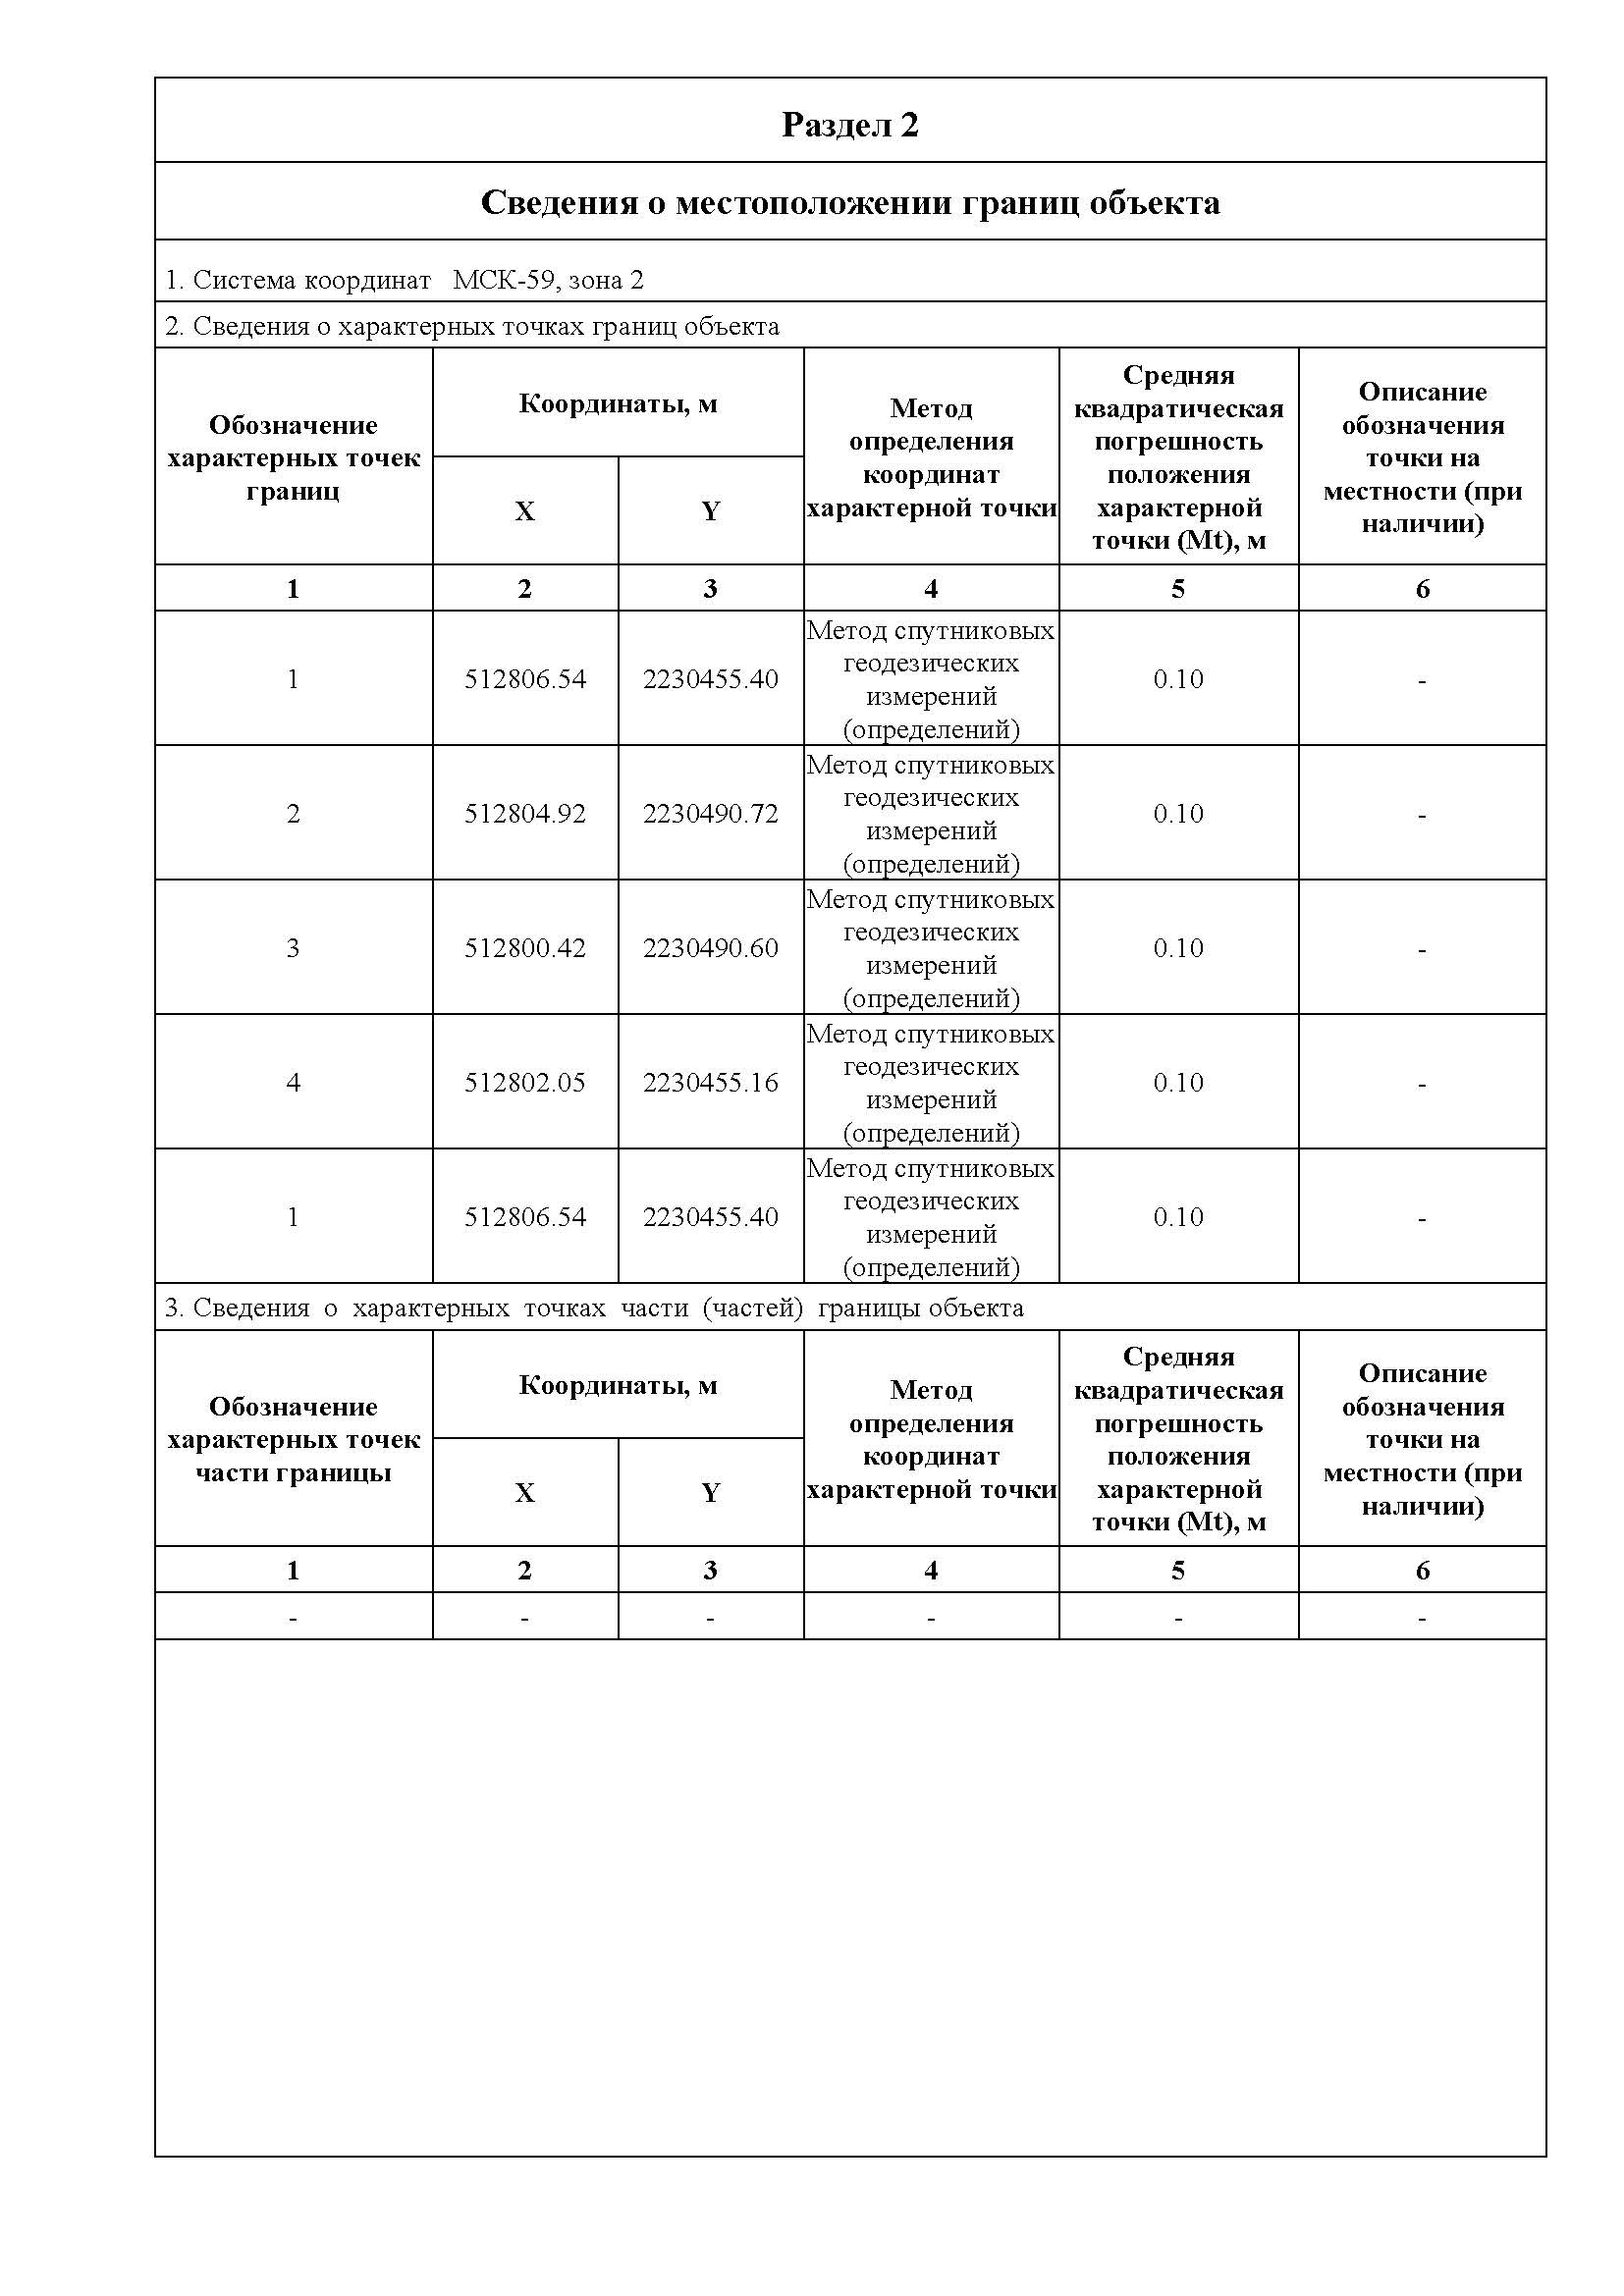 Раздел 2
Сведения о местоположении границ объекта
1. Система координат МСК-59, зона 2
2. Сведения о характерных точках границ объекта
Обозначение
характерных точек
границ
Координаты, м
X
Y
Метод
определения
координат
характерной точки
Средняя
квадратическая
погрешность
положения
характерной
точки (Mt), м
Описание
обозначения
точки на
местности (при
наличии)
1 2 3 4 5 6
1 512806.54 2230455.40
Метод спутниковых
геодезических
измерений
(определений)
0.10 -
2 512804.92 2230490.72
Метод спутниковых
геодезических
измерений
(определений)
0.10 -
3 512800.42 2230490.60
Метод спутниковых
геодезических
измерений
(определений)
0.10 -
4 512802.05 2230455.16
Метод спутниковых
геодезических
измерений
(определений)
0.10 -
1 512806.54 2230455.40
Метод спутниковых
геодезических
измерений
(определений)
0.10 -
3. Сведения о характерных точках части (частей) границы объекта
Обозначение
характерных точек
части границы
Координаты, м
X
Y
Метод
определения
координат
характерной точки
Средняя
квадратическая
погрешность
положения
характерной
точки (Mt), м
Описание
обозначения
точки на
местности (при
наличии)
1 2 3 4 5 6
- - - - - -